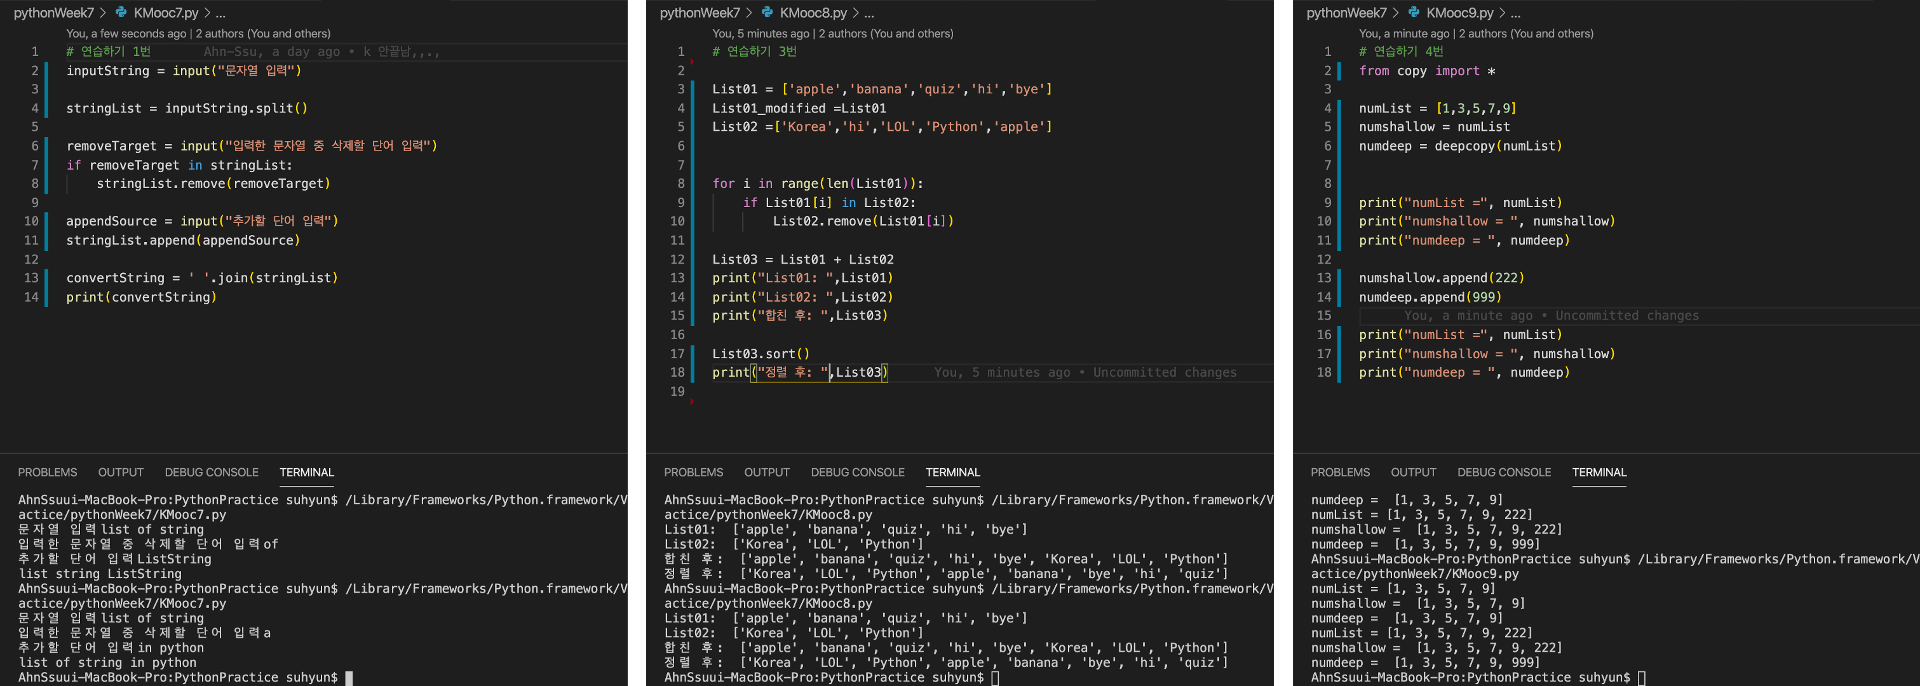 pythonWeek7 > KMooc7.py > ...
You, a few seconds ago | 2 authors (You and others)
1 # 연습하기 1번 Ahn-Ssu, a day ago • k 안끝남,,.,
2 inputString = input("문자열 입력")
3
4 stringList = inputString.split()
5
6 removeTarget = input("입력한 문자열 중 삭제할 단어 입력")
7 if removeTarget in stringList:
8 stringList.remove(removeTarget)
9
10 appendSource = input("추가할 단어 입력")
11 stringList.append(appendSource)
12
13 convertString = ' '.join(stringList)
14 print(convertString)
PROBLEMS OUTPUT DEBUG CONSOLE TERMINAL
AhnSsuui-MacBook-Pro:PythonPractice suhyun$ /Library/Frameworks/Python.framework/V
actice/pythonWeek7/KMooc7.py
문자열 입력list of string
입력한 문자열 중 삭제할 단어 입력of
추가할 단어 입력ListString
list string ListString
AhnSsuui-MacBook-Pro:PythonPractice suhyun$ /Library/Frameworks/Python.framework/V
actice/pythonWeek7/KMooc7.py
문자열 입력list of string
입력한 문자열 중 삭제할 단어 입력a
추가할 단어 입력in python
list of string in python
AhnSsuui-MacBook-Pro:PythonPractice suhyun$
pythonWeek7 > KMooc8.py > ...
You, 5 minutes ago | 2 authors (You and others)
1 # 연습하기 3번
2
3 List01 = ['apple','banana','quiz','hi','bye']
4 List01_modified =List01
5 List02 =['Korea','hi','LOL','Python','apple']
6
7
8 for i in range(len(List01)):
9 if List01[i] in List02:
10 List02.remove(List01[i])
11
12 List03 = List01 + List02
13 print("List01: ",List01)
14 print("List02: ",List02)
15 print("합친 후: ",List03)
16
17 List03.sort()
18 print("정렬 후: ",List03) You, 5 minutes ago • Uncommitted changes
19
PROBLEMS OUTPUT DEBUG CONSOLE TERMINAL
AhnSsuui-MacBook-Pro:PythonPractice suhyun$ /Library/Frameworks/Python.framework/V
actice/pythonWeek7/KMooc8.py
List01:  ['apple', 'banana', 'quiz', 'hi', 'bye']
List02:  ['Korea', 'LOL', 'Python']
합친 후:  ['apple', 'banana', 'quiz', 'hi', 'bye', 'Korea', 'LOL', 'Python']
정렬 후:  ['Korea', 'LOL', 'Python', 'apple', 'banana', 'bye', 'hi', 'quiz']
AhnSsuui-MacBook-Pro:PythonPractice suhyun$ /Library/Frameworks/Python.framework/V
actice/pythonWeek7/KMooc8.py
List01:  ['apple', 'banana', 'quiz', 'hi', 'bye']
List02:  ['Korea', 'LOL', 'Python']
합친 후:  ['apple', 'banana', 'quiz', 'hi', 'bye', 'Korea', 'LOL', 'Python']
정렬 후:  ['Korea', 'LOL', 'Python', 'apple', 'banana', 'bye', 'hi', 'quiz']
AhnSsuui-MacBook-Pro:PythonPractice suhyun$
pythonWeek7 > KMooc9.py > ...
You, a minute ago | 2 authors (You and others)
1 # 연습하기 4번
2 from copy import *
3
4 numList = [1,3,5,7,9]
5 numshallow = numList
6 numdeep = deepcopy(numList)
7
8
9 print("numList =", numList)
10 print("numshallow = ", numshallow)
11 print("numdeep = ", numdeep)
12
13 numshallow.append(222)
14 numdeep.append(999)
15 You, a minute ago • Uncommitted changes
16 print("numList =", numList)
17 print("numshallow = ", numshallow)
18 print("numdeep = ", numdeep)
PROBLEMS OUTPUT DEBUG CONSOLE TERMINAL
numdeep =  [1, 3, 5, 7, 9]
numList = [1, 3, 5, 7, 9, 222]
numshallow =  [1, 3, 5, 7, 9, 222]
numdeep =  [1, 3, 5, 7, 9, 999]
AhnSsuui-MacBook-Pro:PythonPractice suhyun$ /Library/Frameworks/Python.framework/V
actice/pythonWeek7/KMooc9.py
numList = [1, 3, 5, 7, 9]
numshallow =  [1, 3, 5, 7, 9]
numdeep =  [1, 3, 5, 7, 9]
numList = [1, 3, 5, 7, 9, 222]
numshallow =  [1, 3, 5, 7, 9, 222]
numdeep =  [1, 3, 5, 7, 9, 999]
AhnSsuui-MacBook-Pro:PythonPractice suhyun$